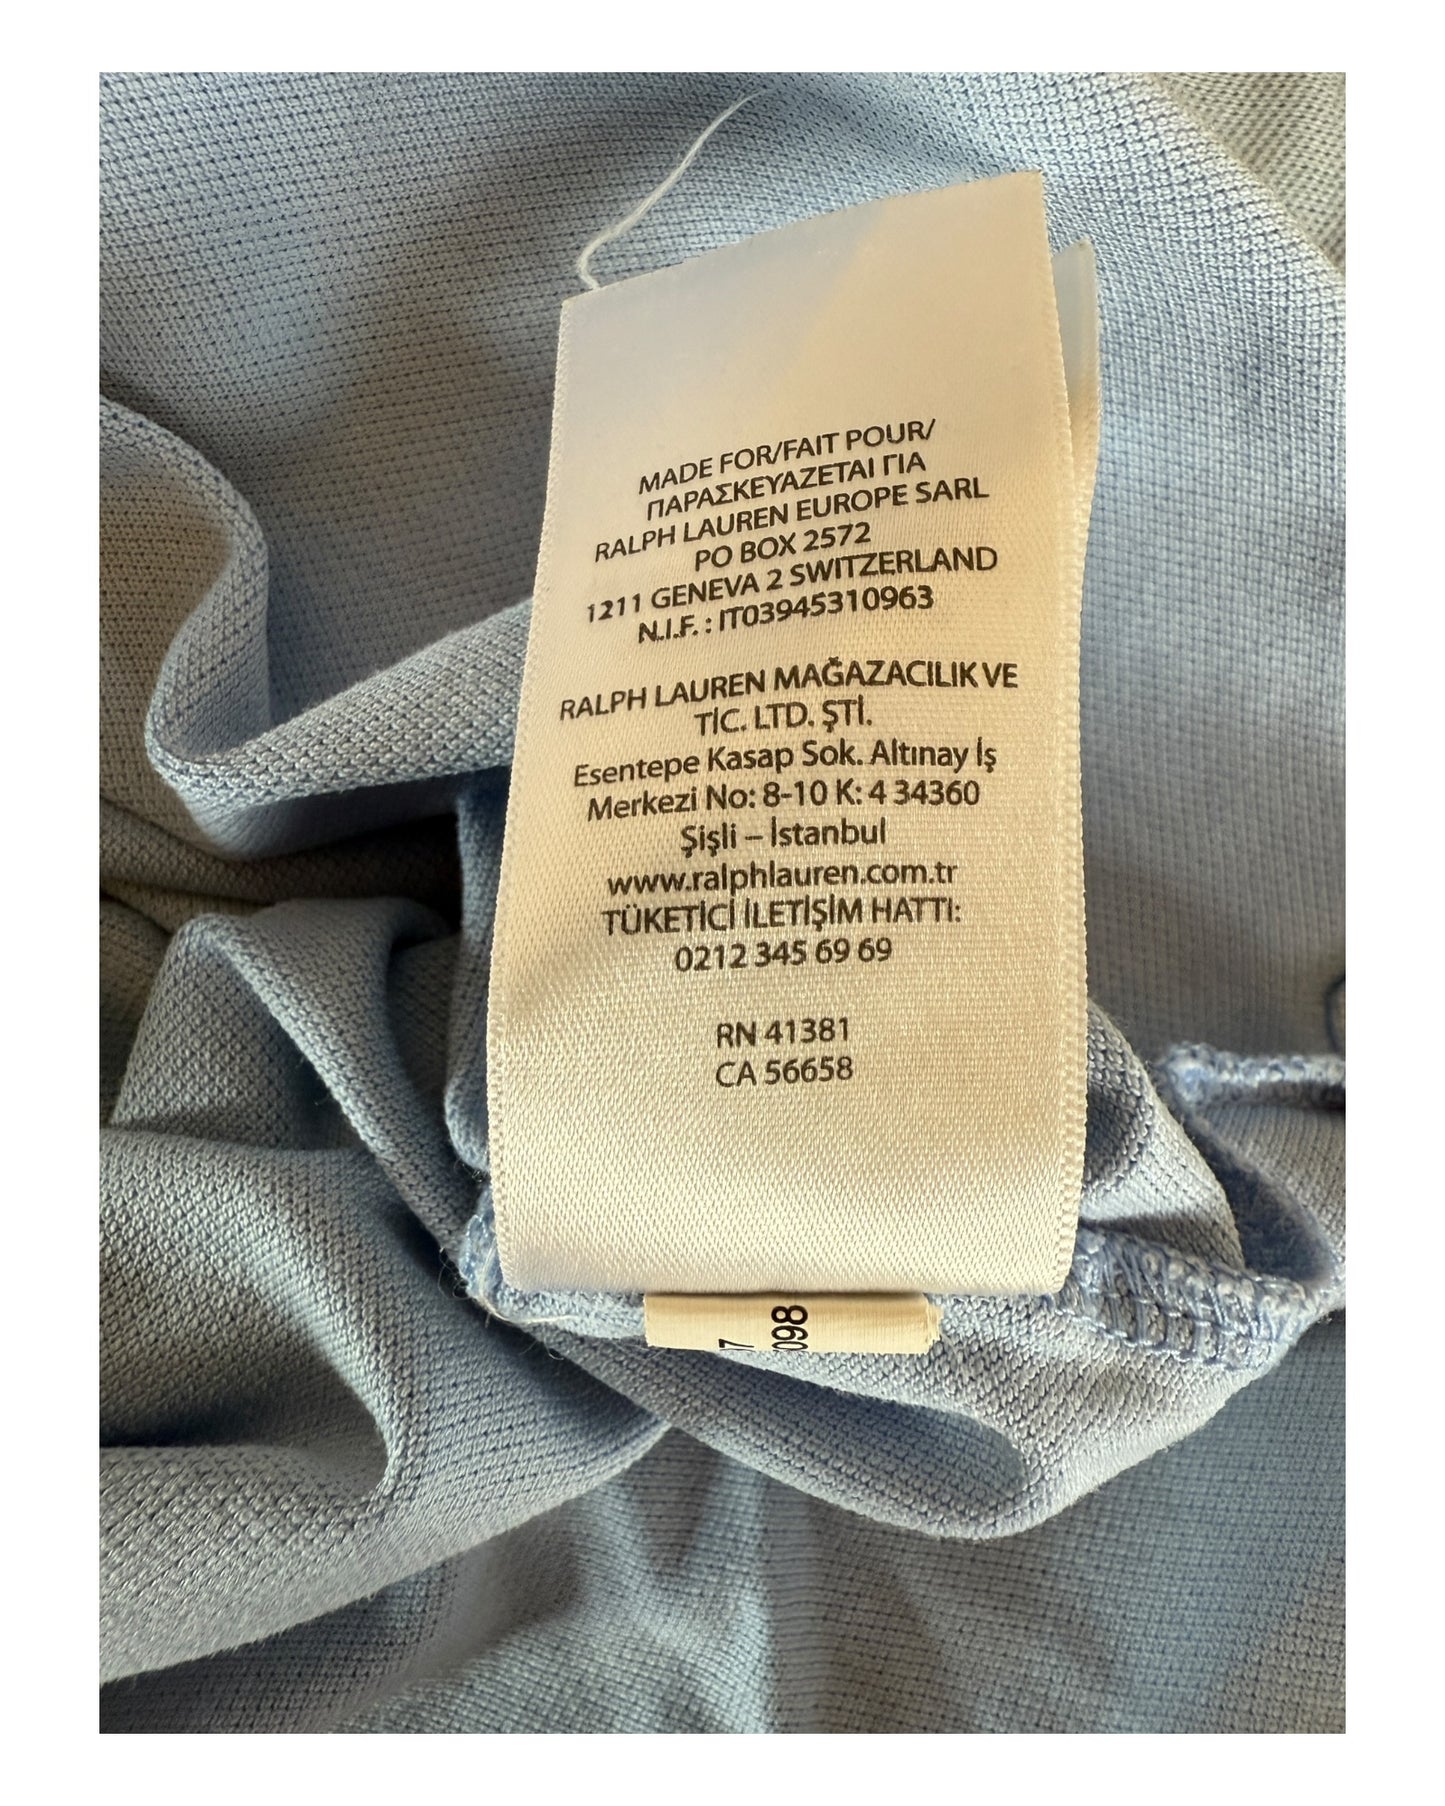 MADE FOR/FAIT POUR/
ΠΑΡΑΣΚΕΥΑΖΕΤΑΙ ΓΙΑ
RALPH LAUREN EUROPE SARL
PO BOX 2572
1211 GENEVA 2 SWITZERLAND
N.I.F. : IT03945310963
RALPH LAUREN MAĞAZACILIK VE
TİC. LTD. ŞTİ.
Esentepe Kasap Sok. Altınay İş
Merkezi No: 8-10 K: 4 34360
Şişli – İstanbul
www.ralphlauren.com.tr
TÜKETİCİ İLETİŞİM HATTI:
0212 345 69 69
RN 41381
CA 56658